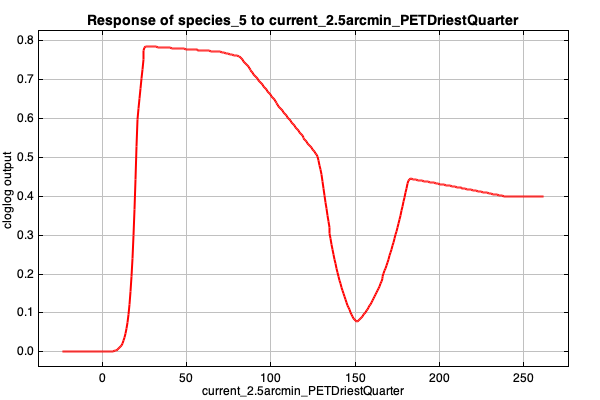 Response of species_5 to current_2.5arcmin_PETDriestQuarter
0.8
0.7
0.6
0.5
0.4
0.3
0.2
0.1
0.0
cloglog output
0 50 100 150 200 250
current_2.5arcmin_PETDriestQuarter